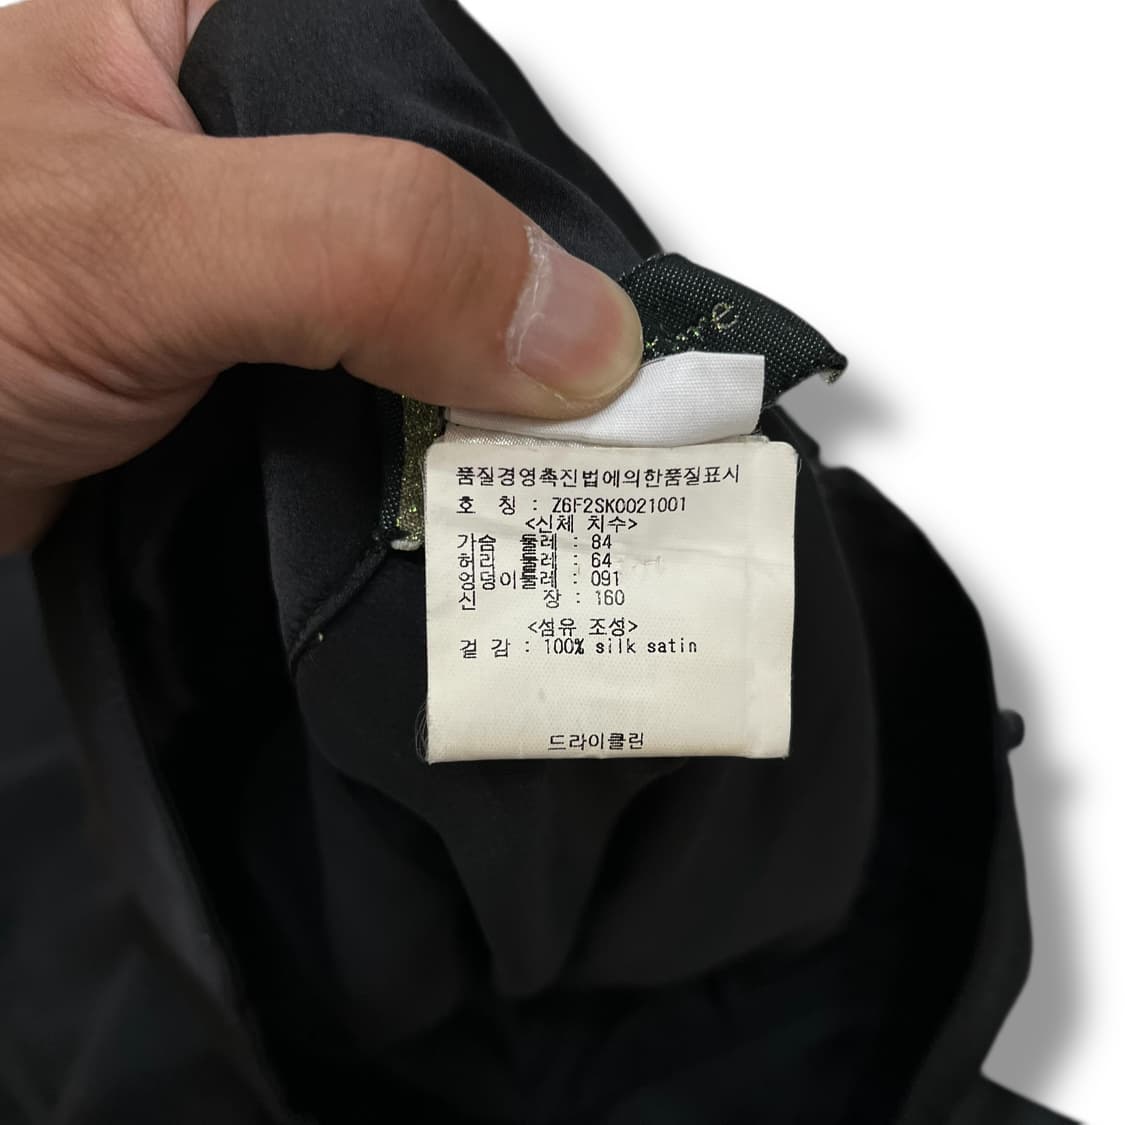 품질경영촉진법에의한품질표시
호 칭 : Z6F2SK0021001
<신체 치수>
가슴 둘레 : 84
허리 둘레 : 64
엉덩이둘레 : 091
신 장 : 160
<섬유 조성>
겉 감 : 100% silk satin
드라이클린